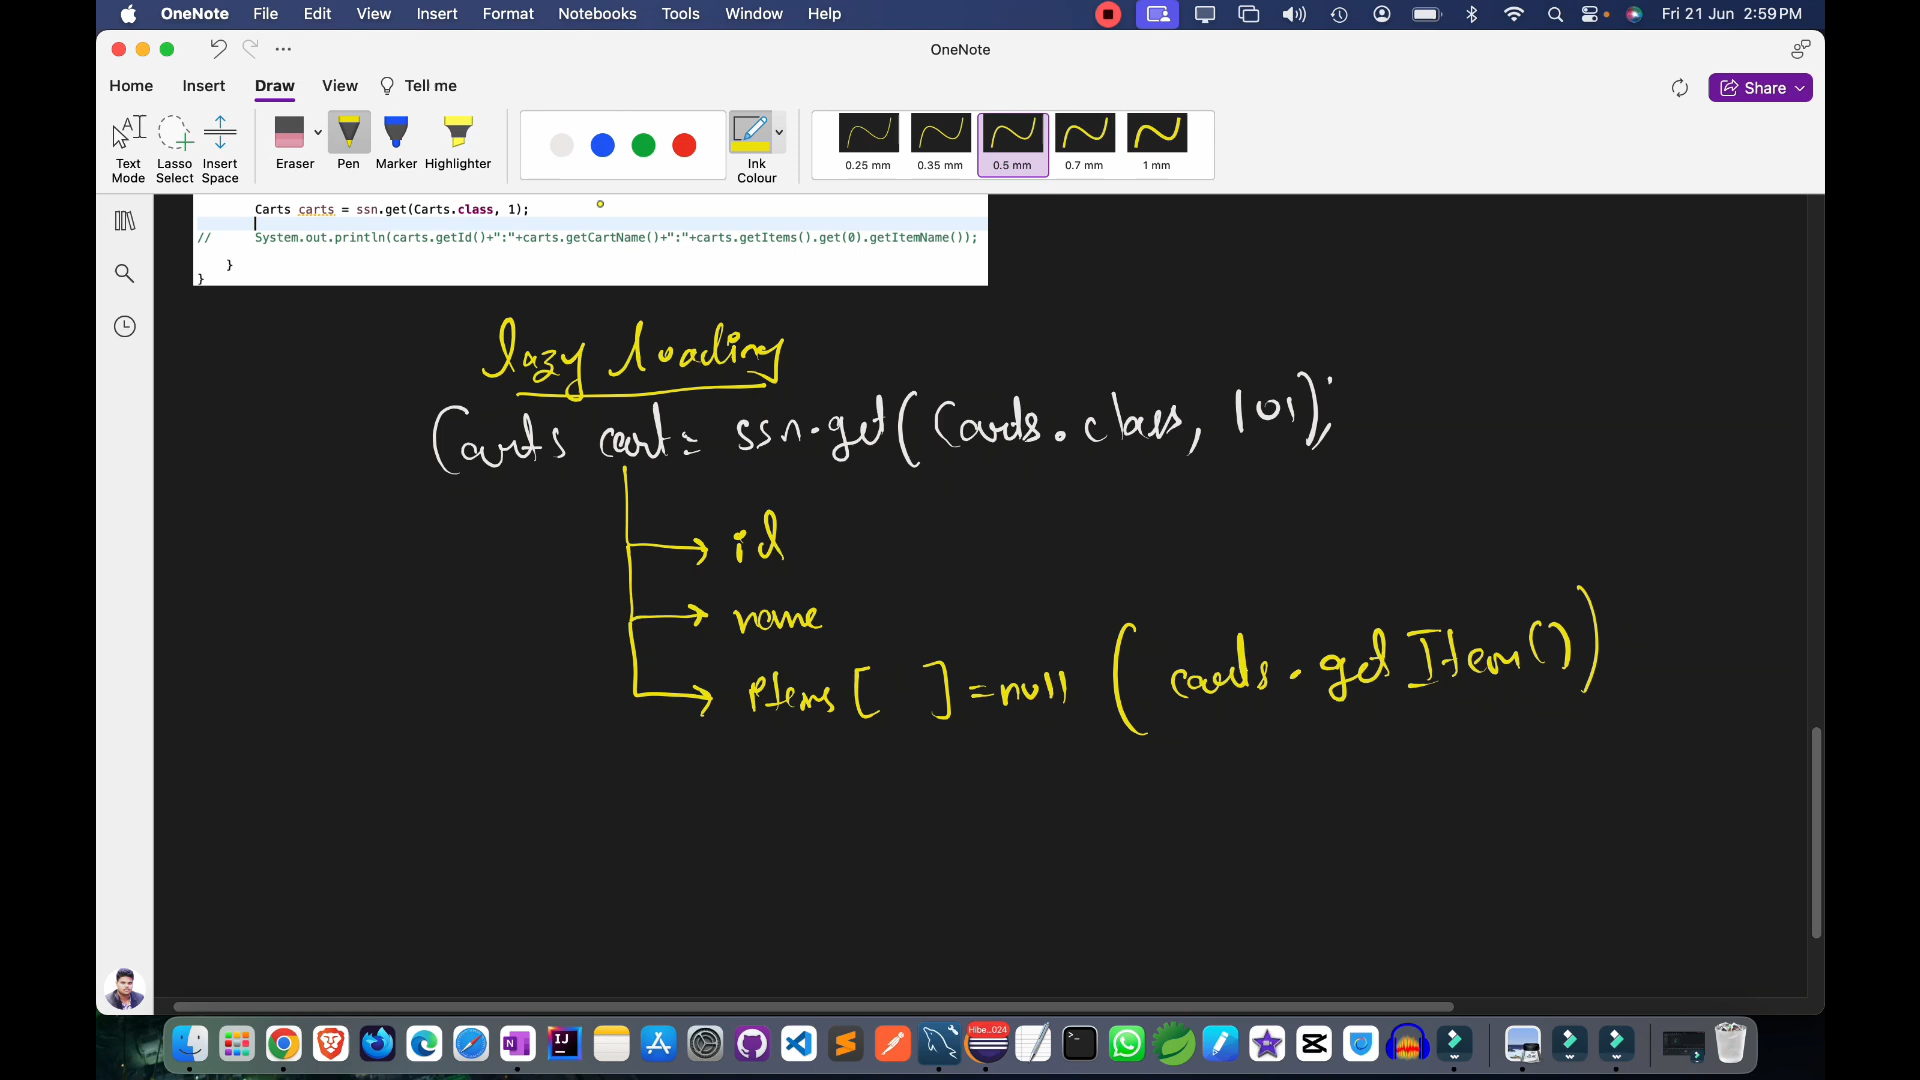 OneNote File Edit View Insert Format Notebooks Tools Window Help Fri 21 Jun 2:59 PM
OneNote
Home Insert Draw View Tell me Share
Text Mode Lasso Select Insert Space Eraser Pen Marker Highlighter Ink Colour 0.25 mm 0.35 mm 0.5 mm 0.7 mm 1 mm
Carts carts = ssn.get(Carts.class, 1);
// System.out.println(carts.getId()+":"+carts.getCartName()+":"+carts.getItems().get(0).getItemName());
}
}
lazy loading
Carts cart= ssn.get(Carts.class, 101);
id
name
Items [ ] =null ( carts.getItem() )
Hibe...024